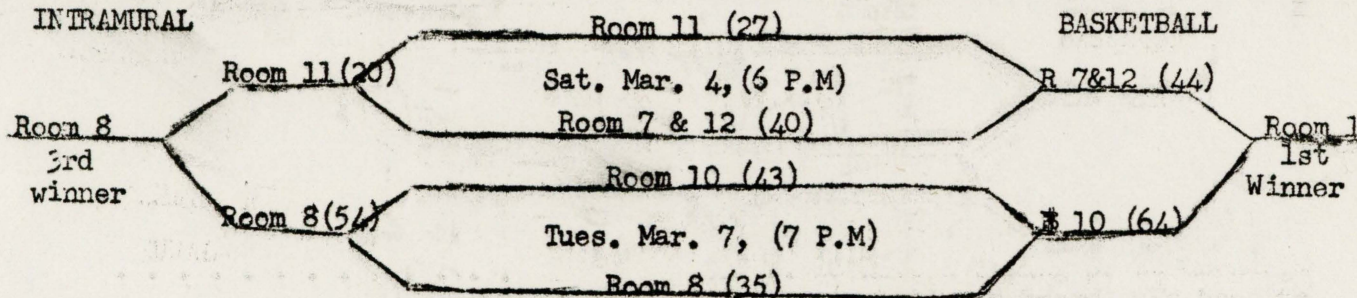 INTRAMURAL BASKETBALL
Room 11 (27)
Room 11(20) Sat. Mar. 4, (6 P.M) R 7&12 (44)
Room 8 Room 7 & 12 (40) Room 1
3rd 1st
winner Room 10 (43) Winner
Room 8(54) Tues. Mar. 7, (7 P.M) 10 (64)
Room 8 (35)